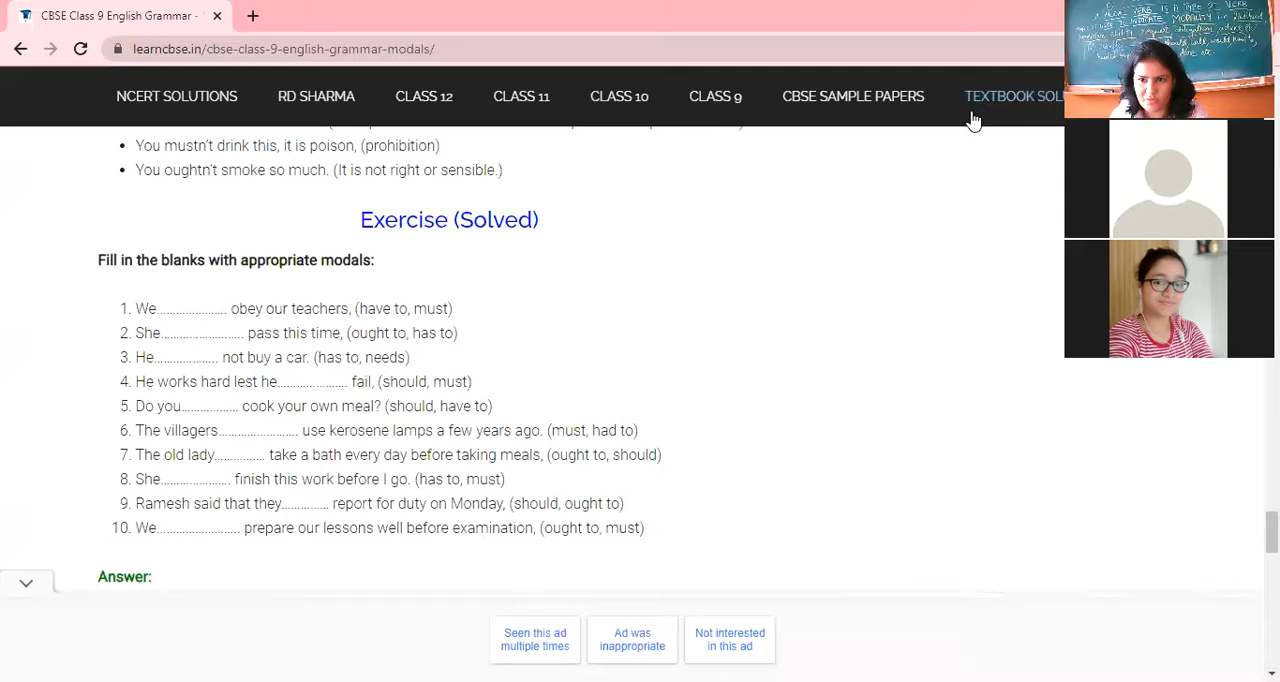 CBSE Class 9 English Grammar -
learncbse.in/cbse-class-9-english-grammar-modals/
NCERT SOLUTIONS RD SHARMA CLASS 12 CLASS 11 CLASS 10 CLASS 9 CBSE SAMPLE PAPERS TEXTBOOK SOLU
• You mustn’t drink this, it is poison, (prohibition)
• You oughtn’t smoke so much. (It is not right or sensible.)
Exercise (Solved)
Fill in the blanks with appropriate modals:
1. We………………….. obey our teachers, (have to, must)
2. She…………………….. pass this time, (ought to, has to)
3. He……………….. not buy a car. (has to, needs)
4. He works hard lest he…………………. fail, (should, must)
5. Do you……………… cook your own meal? (should, have to)
6. The villagers…………………… use kerosene lamps a few years ago. (must, had to)
7. The old lady……………. take a bath every day before taking meals, (ought to, should)
8. She………………… finish this work before I go. (has to, must)
9. Ramesh said that they………… report for duty on Monday, (should, ought to)
10. We…………………….. prepare our lessons well before examination, (ought to, must)
Answer:
Seen this ad
multiple times
Ad was
inappropriate
Not interested
in this ad
VERB IS A TYPE OF VERB
MODALITY